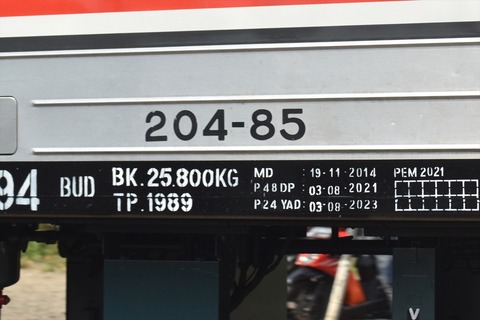 204-85
94 BUD BK.25.800KG
TP.1989
MD : 19-11-2014 PEM 2021
P48DP : 03-08-2021
P24 YAD : 03-08-2023
V